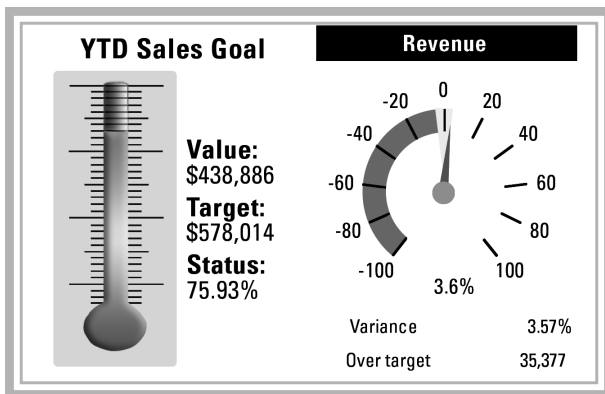 YTD Sales Goal
Value:
$438,886
Target:
$578,014
Status:
75.93%
Revenue
0
-20
20
-40
40
-60
60
-80
80
-100
100
3.6%
Variance 3.57%
Over target 35,377